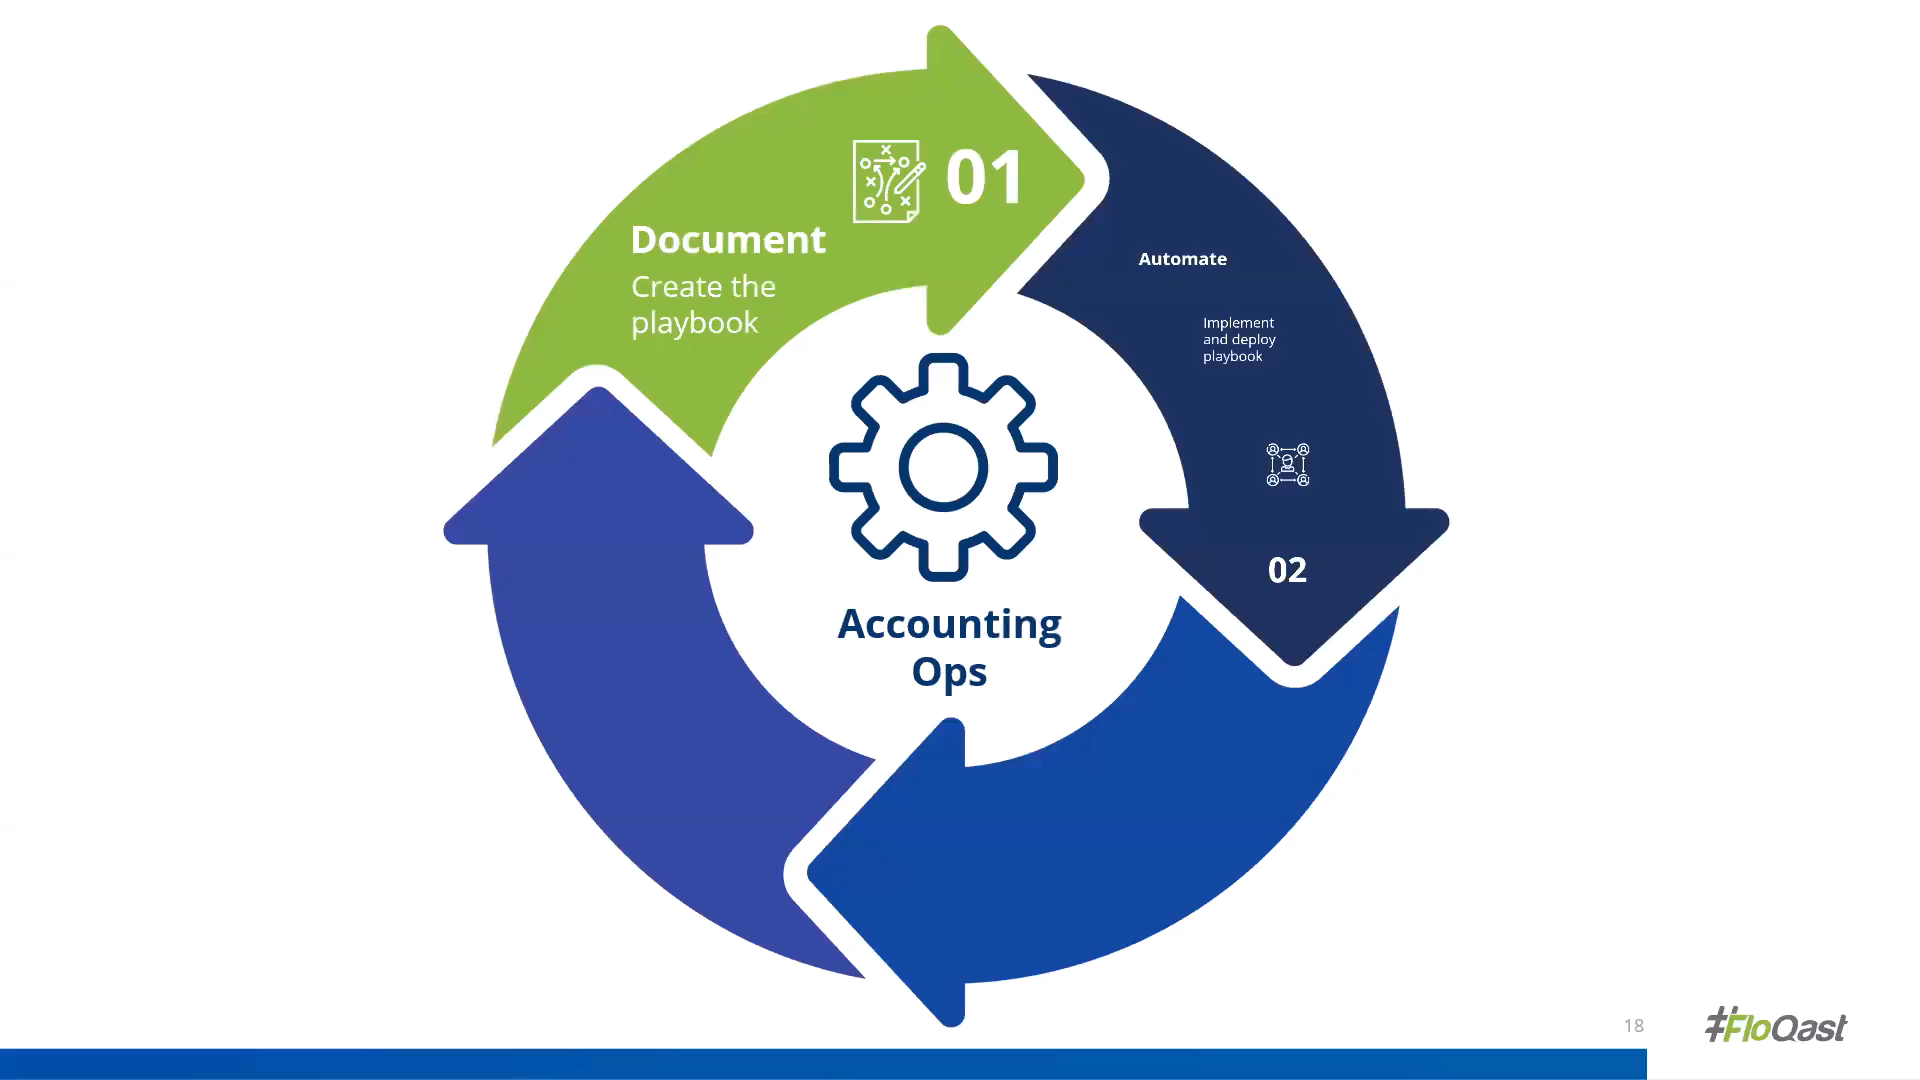 01
Document
Create the
playbook
Automate
Implement
and deploy
playbook
02
Accounting
Ops
18
#FloQast